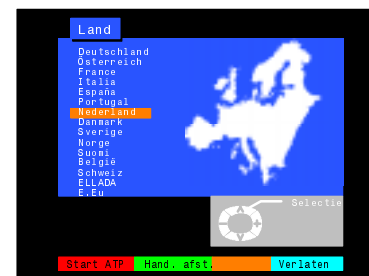 Land
Deutschland
Österreich
France
Italia
España
Portugal
Nederland
Danmark
Sverige
Norge
Suomi
België
Schweiz
ELLADA
E.Eu
Selectie
Start ATP Hand. afst. Verlaten